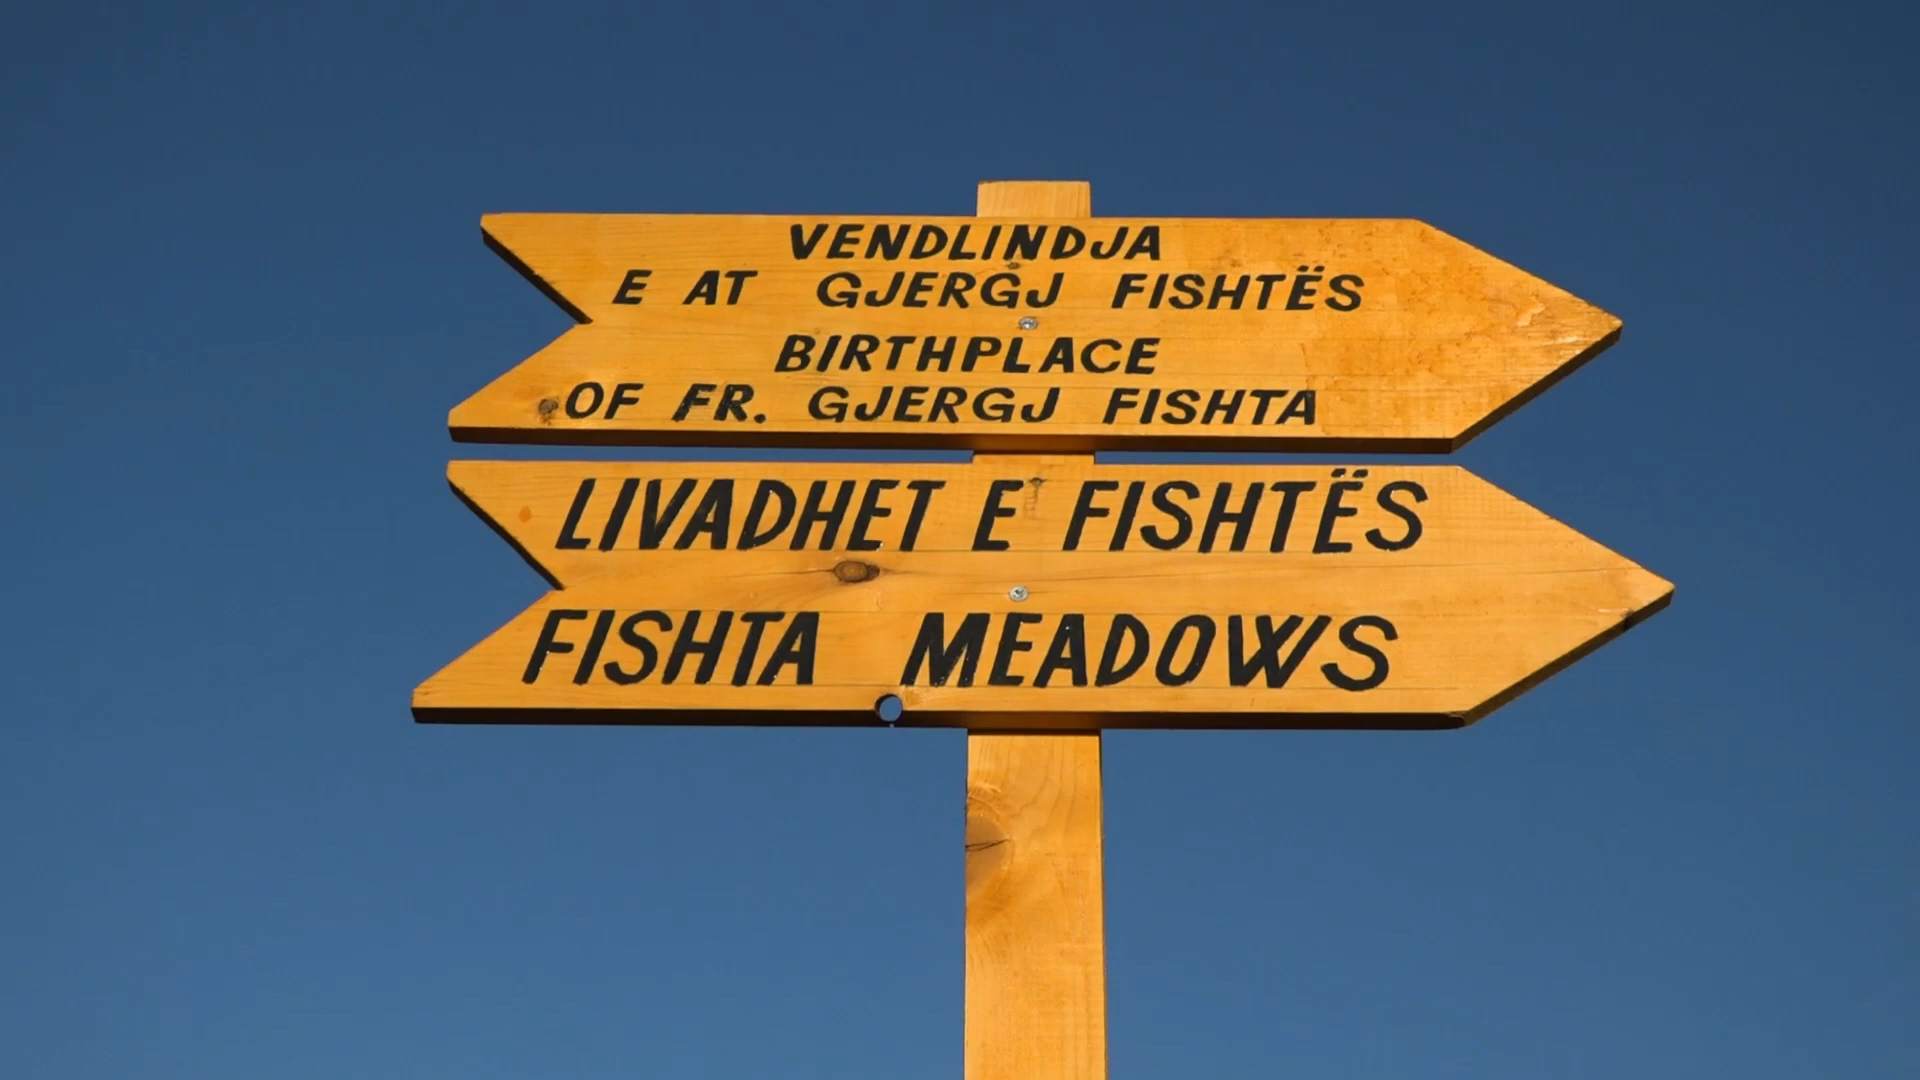 VENDLINDJA
E AT GJERGJ FISHTËS
BIRTHPLACE
OF FR. GJERGJ FISHTA
LIVADHET E FISHTËS
FISHTA MEADOWS